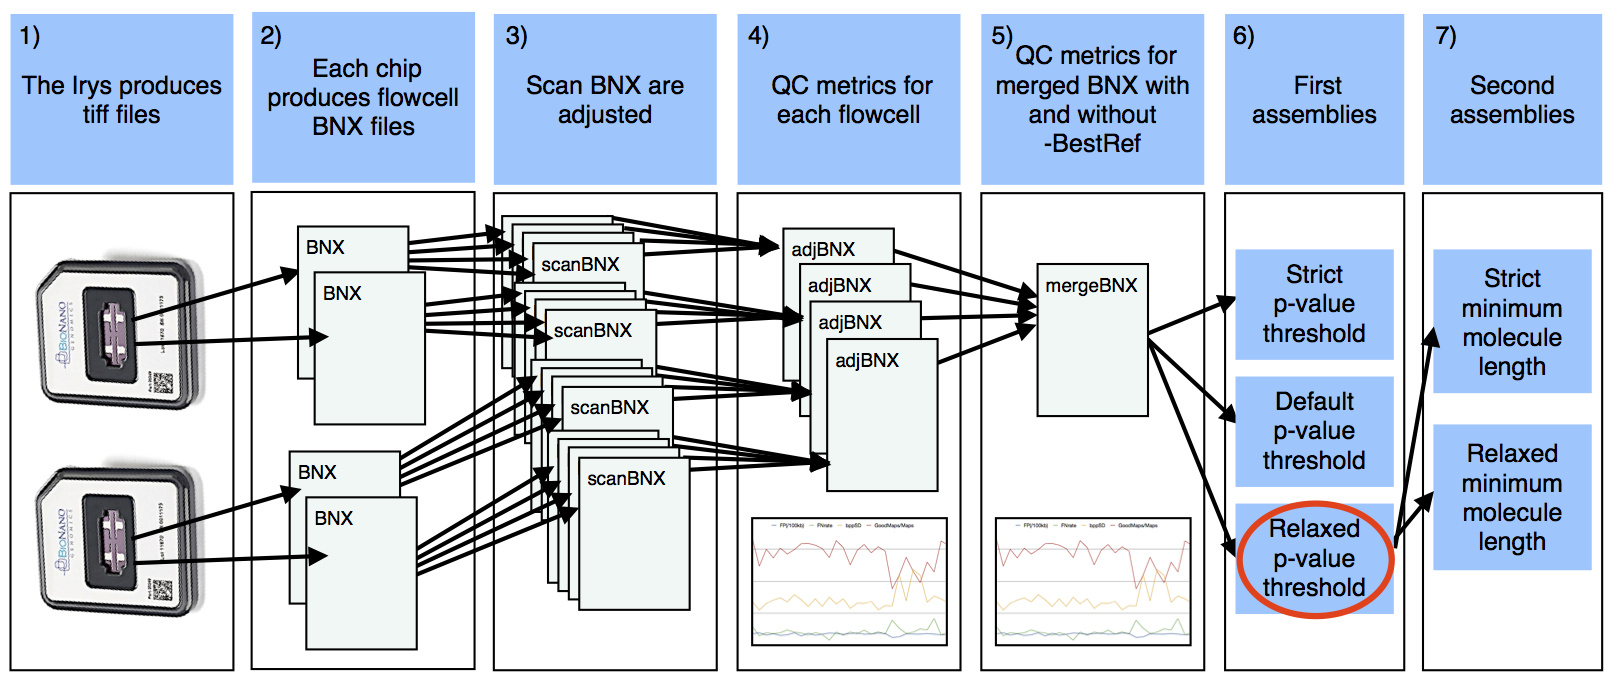 1)
The Irys produces
tiff files
2)
Each chip
produces flowcell
BNX files
3)
Scan BNX are
adjusted
4)
QC metrics for
each flowcell
5)
QC metrics for
merged BNX with
and without
-BestRef
6)
First
assemblies
7)
Second
assemblies
BIONANO
GENOMICS
BIONANO
GENOMICS
BNX
BNX
BNX
BNX
scanBNX
scanBNX
scanBNX
scanBNX
adjBNX
adjBNX
adjBNX
adjBNX
FP(/100kb) FNrate bppSD GoodMaps/Maps
mergeBNX
FP(/100kb) FNrate bppSD GoodMaps/Maps
Strict
p-value
threshold
Default
p-value
threshold
Relaxed
p-value
threshold
Strict
minimum
molecule
length
Relaxed
minimum
molecule
length